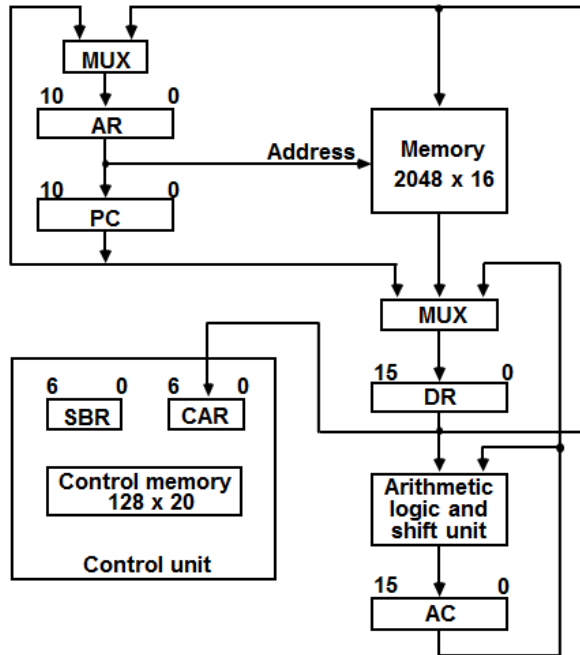 MUX
10 0
AR
Address
Memory
2048 x 16
10 0
PC
MUX
15 0
DR
6 0 6 0
SBR CAR
Control memory
128 x 20
Control unit
Arithmetic
logic and
shift unit
15 0
AC